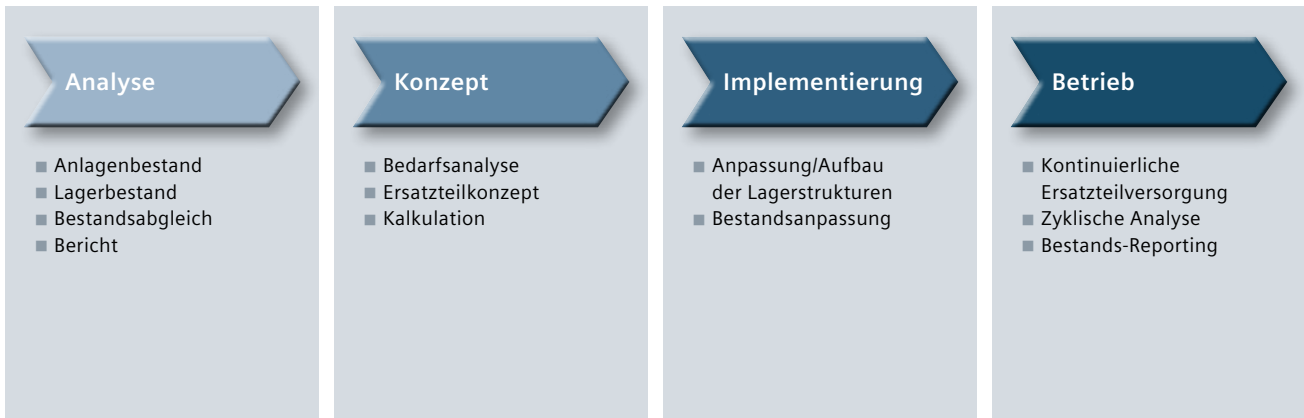 Analyse
■ Anlagenbestand
■ Lagerbestand
■ Bestandsabgleich
■ Bericht
Konzept
■ Bedarfsanalyse
■ Ersatzteilkonzept
■ Kalkulation
Implementierung
■ Anpassung/Aufbau
der Lagerstrukturen
■ Bestandsanpassung
Betrieb
■ Kontinuierliche
Ersatzteilversorgung
■ Zyklische Analyse
■ Bestands-Reporting